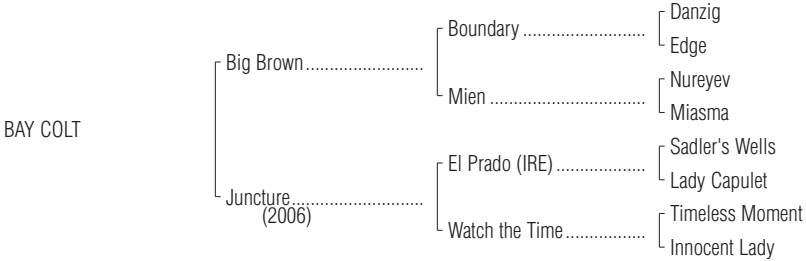 Danzig
Boundary ........................
Edge
Big Brown.......................
Nureyev
Mien ..............................
Miasma
BAY COLT
Sadler's Wells
El Prado (IRE) .................
Lady Capulet
Juncture.........................
(2006)
Timeless Moment
Watch the Time...............
Innocent Lady